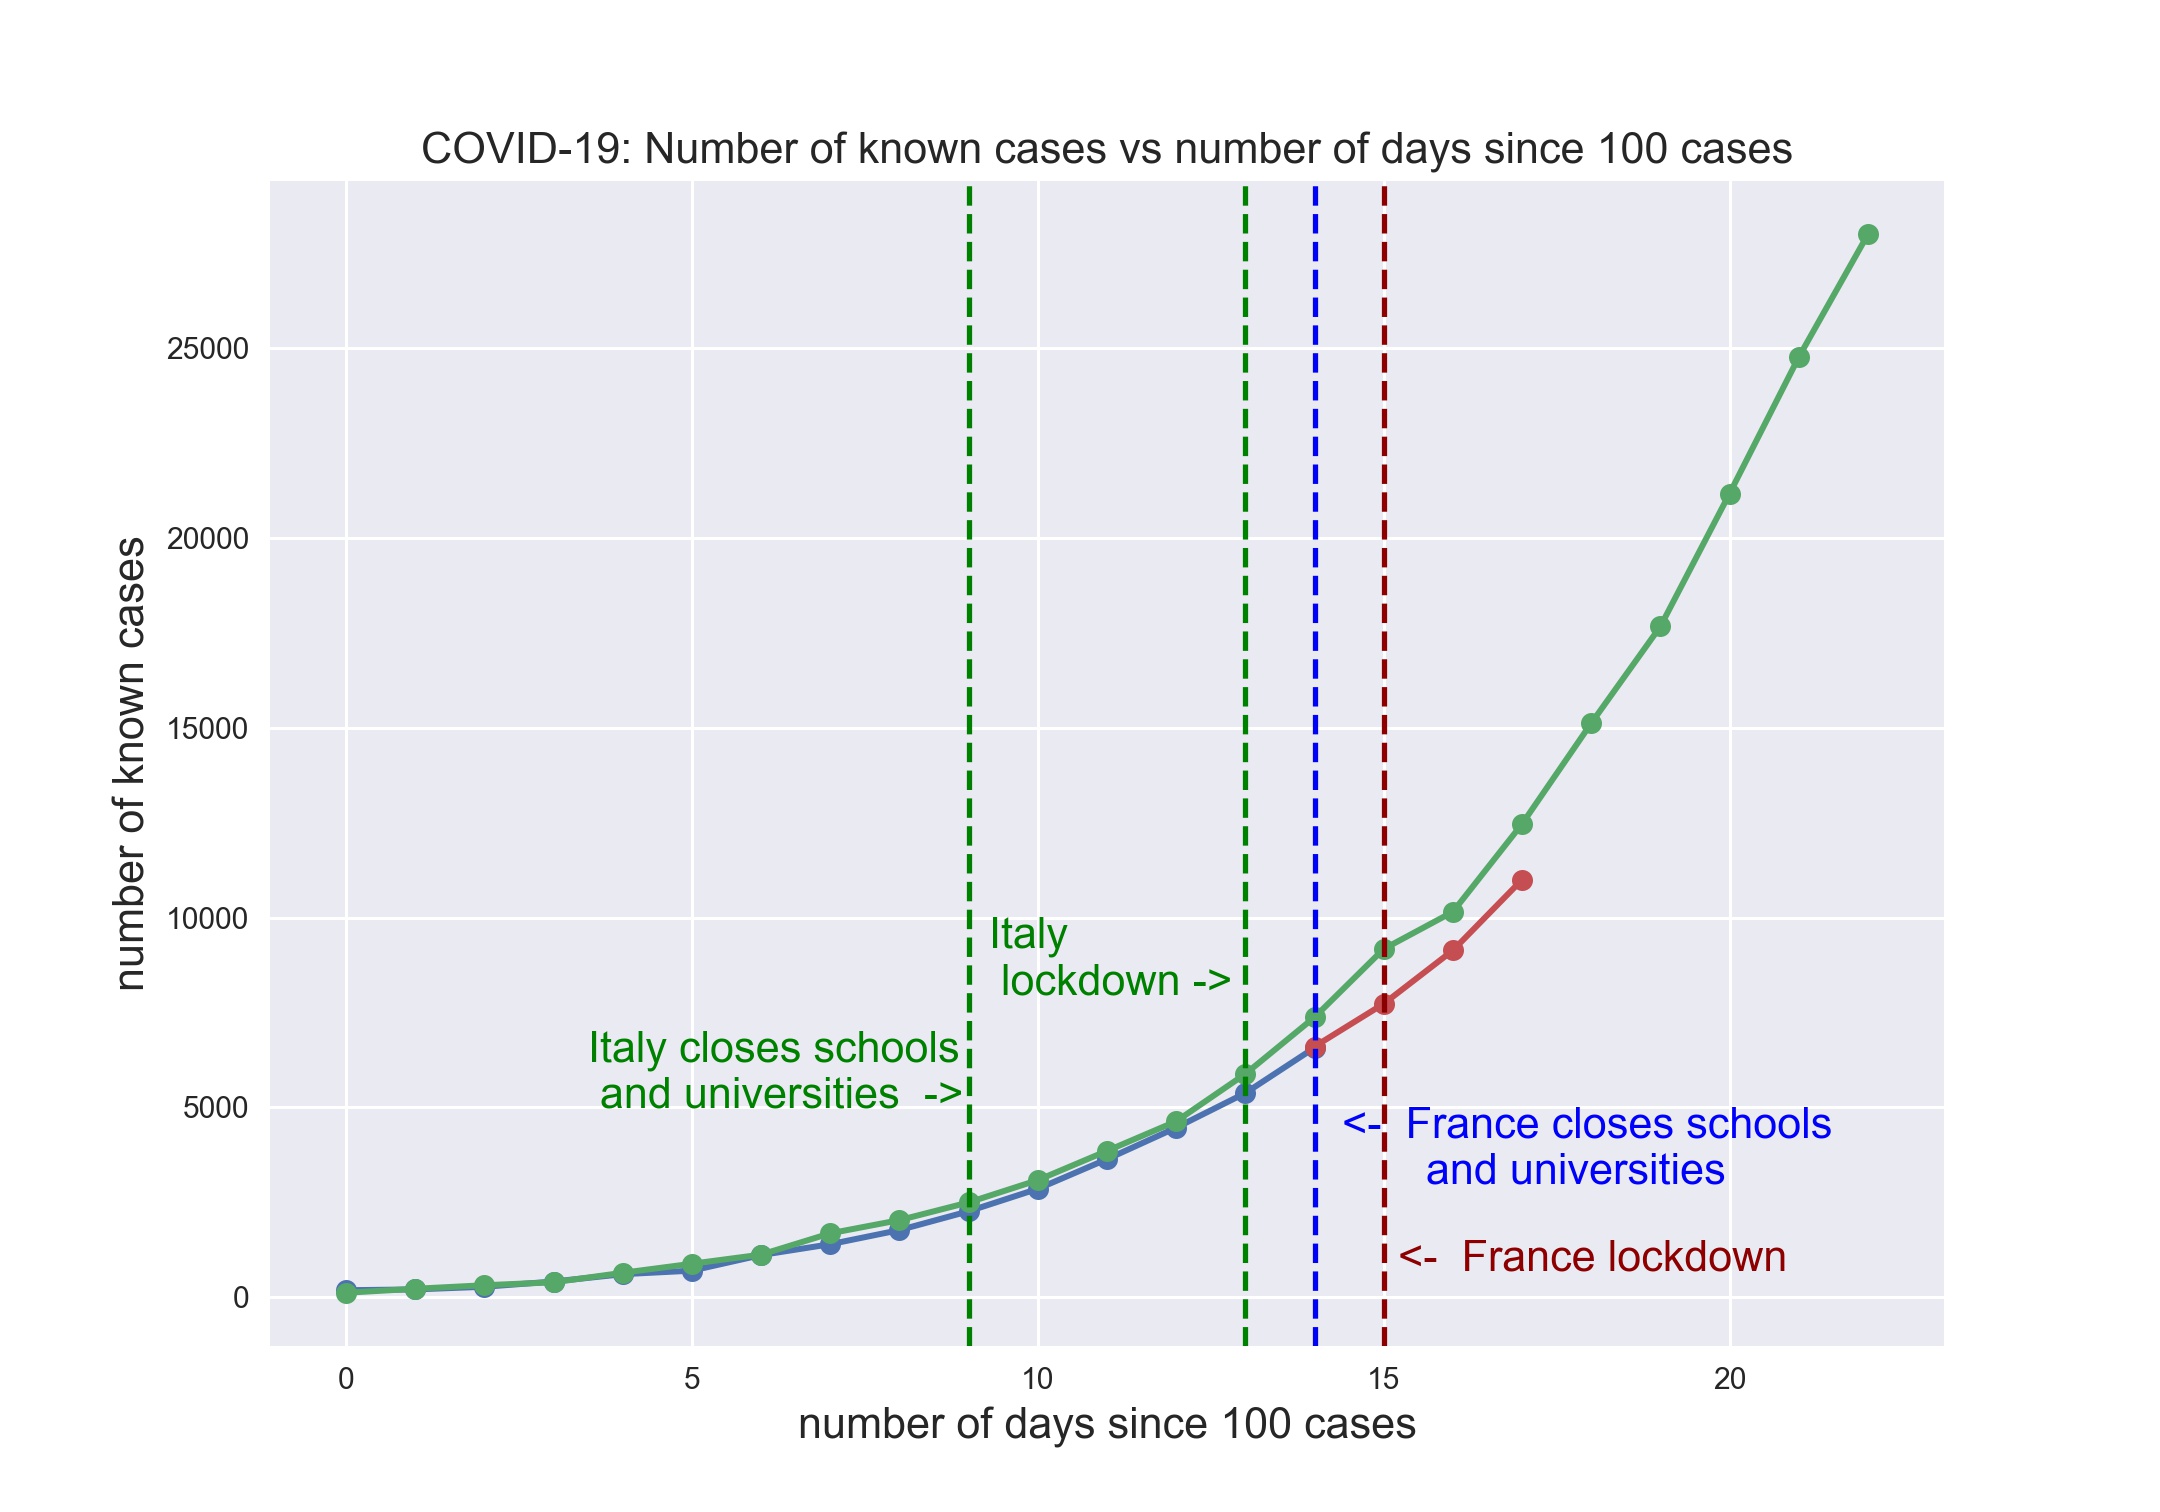 COVID-19: Number of known cases vs number of days since 100 cases
number of known cases
25000
20000
15000
10000
5000
0
Italy
lockdown ->
Italy closes schools
and universities  ->
<-  France closes schools
and universities
<-  France lockdown
0 5 10 15 20
number of days since 100 cases